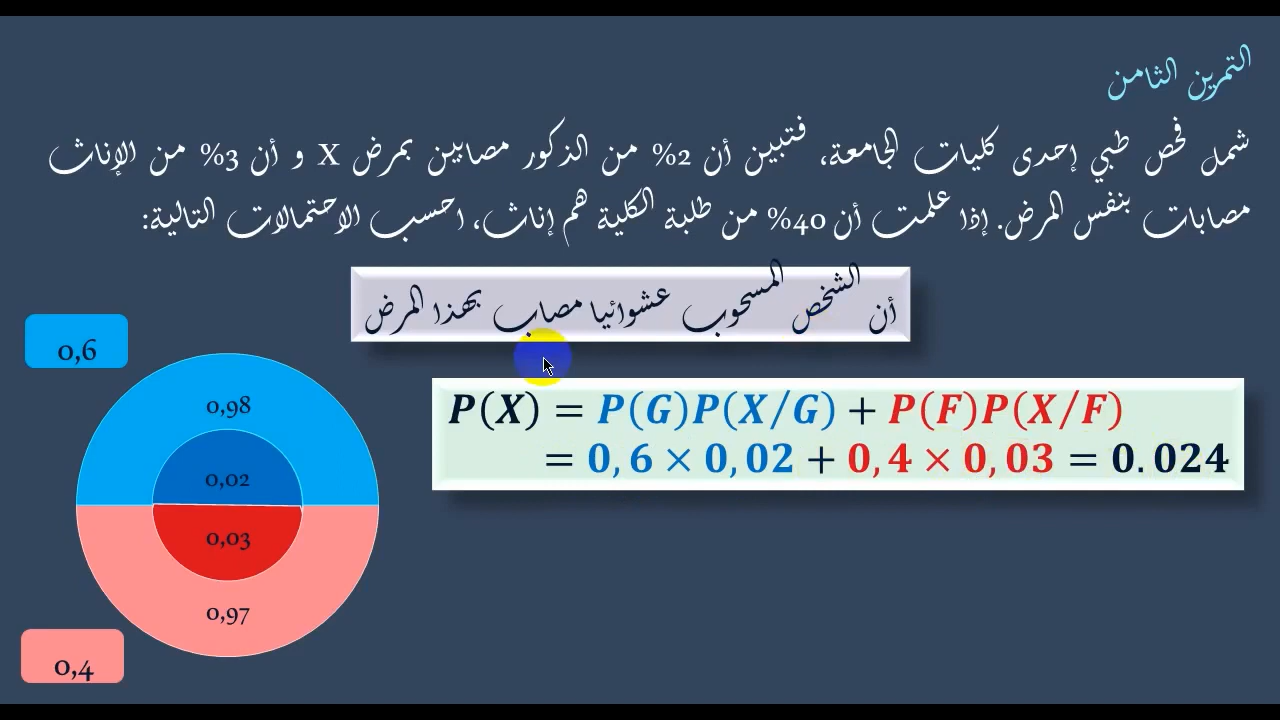 التمرين الثامن
شمل فحص طبي إحدى كليات الجامعة، فتبين أن 2% من الذكور مصابين بمرض X و أن 3% من الإناث
مصابات بنفس المرض. إذا علمت أن 40% من طلبة الكلية هم إناث، احسب الاحتمالات التالية:
أن الشخص المسحوب عشوائيا مصاب بهذا المرض
0,6
P(X) = P(G)P(X/G) + P(F)P(X/F)
= 0,6 × 0,02 + 0,4 × 0,03 = 0.024
0,98
0,02
0,03
0,97
0,4